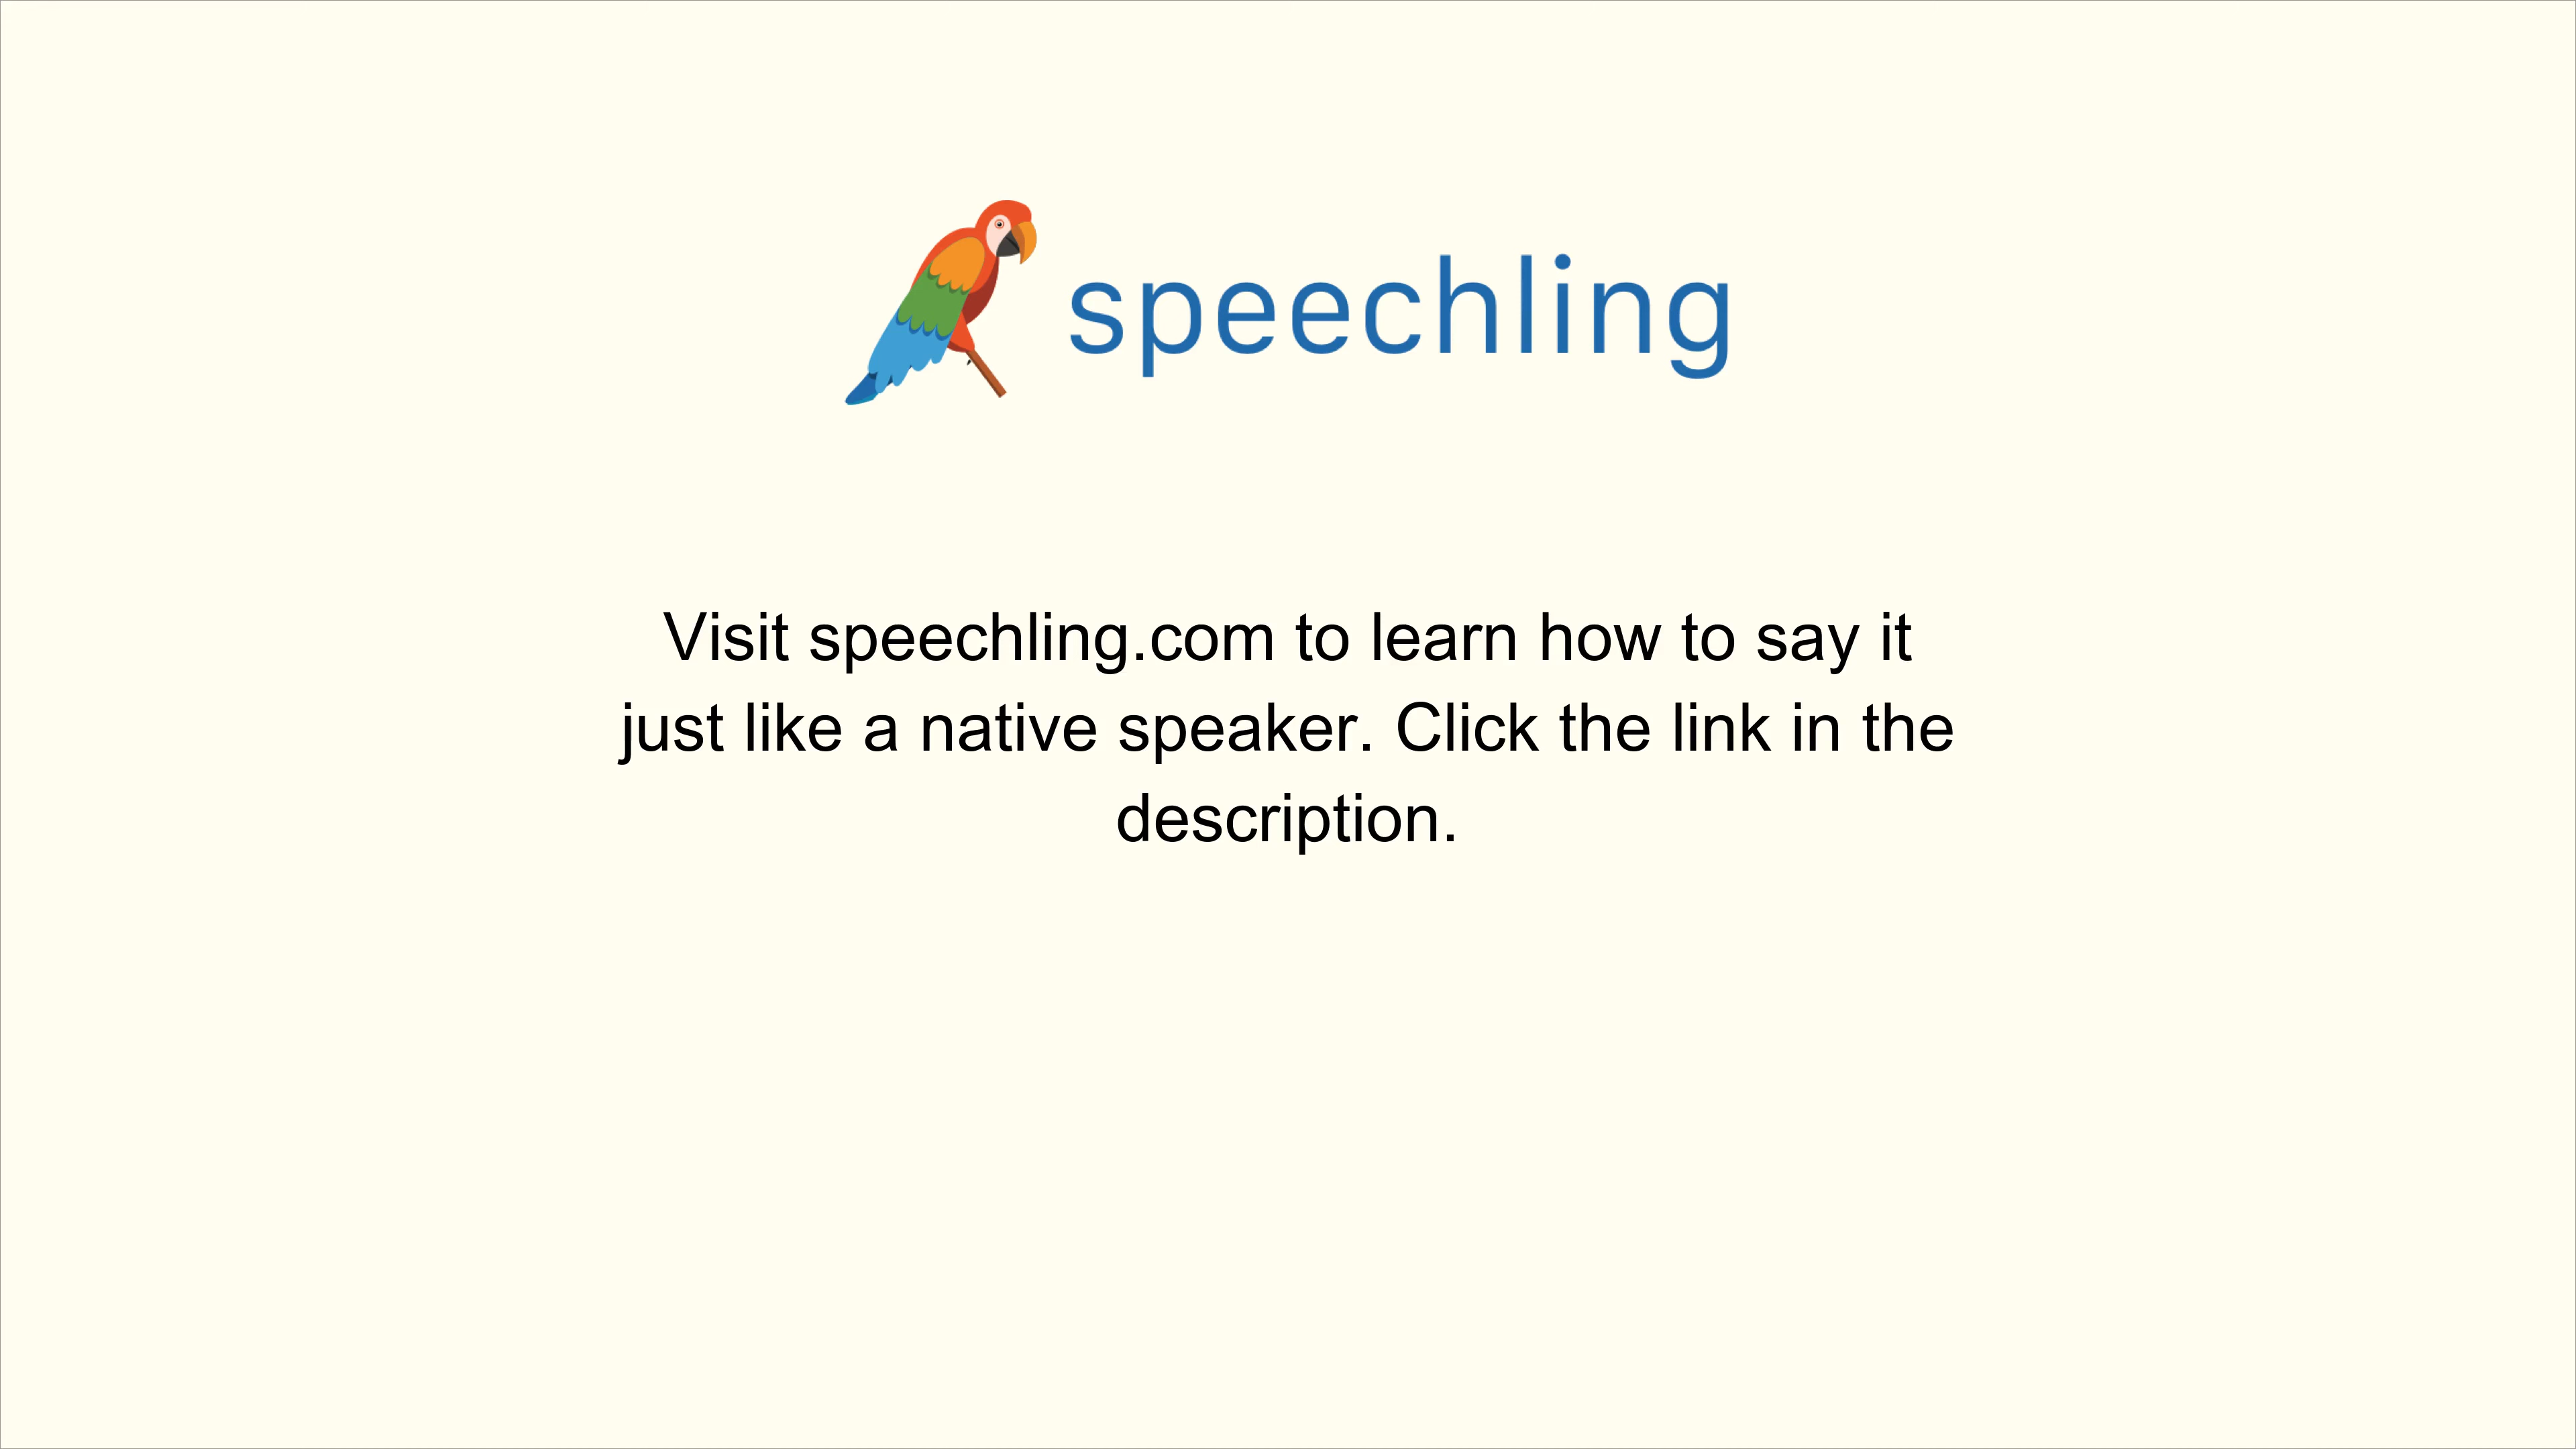 speechling
Visit speechling.com to learn how to say it
just like a native speaker. Click the link in the
description.